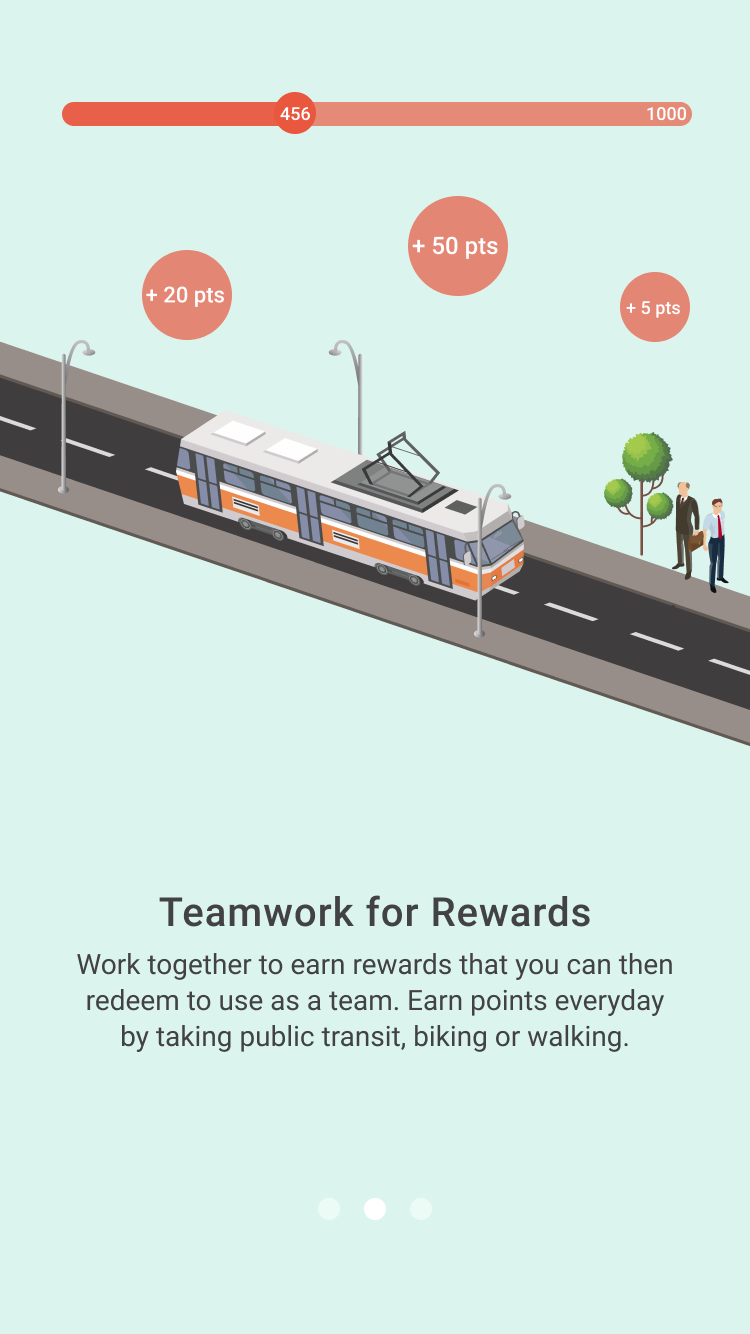 456
1000
+ 50 pts
+ 20 pts
+ 5 pts
Teamwork for Rewards
Work together to earn rewards that you can then
redeem to use as a team. Earn points everyday
by taking public transit, biking or walking.